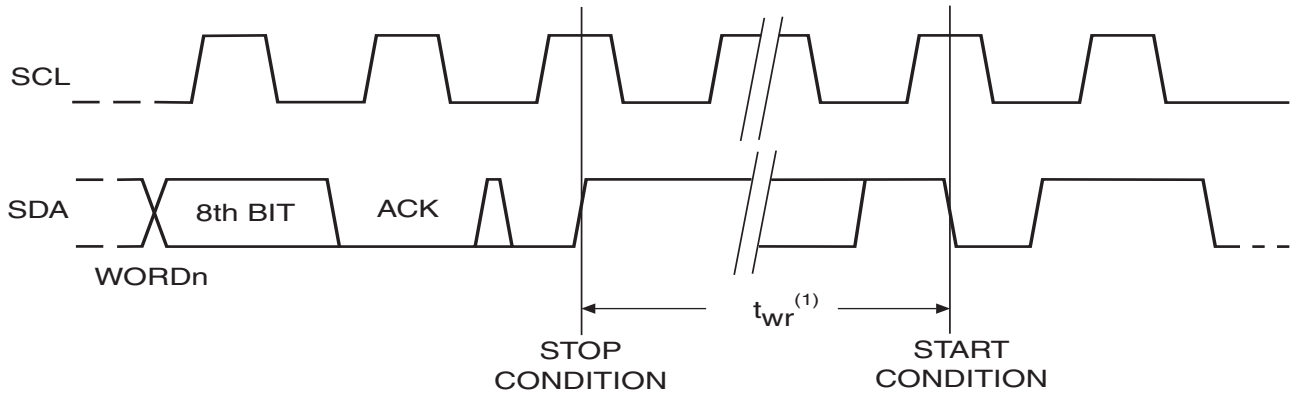 SCL
SDA
8th BIT
ACK
WORDn
twr(1)
STOP
CONDITION
START
CONDITION